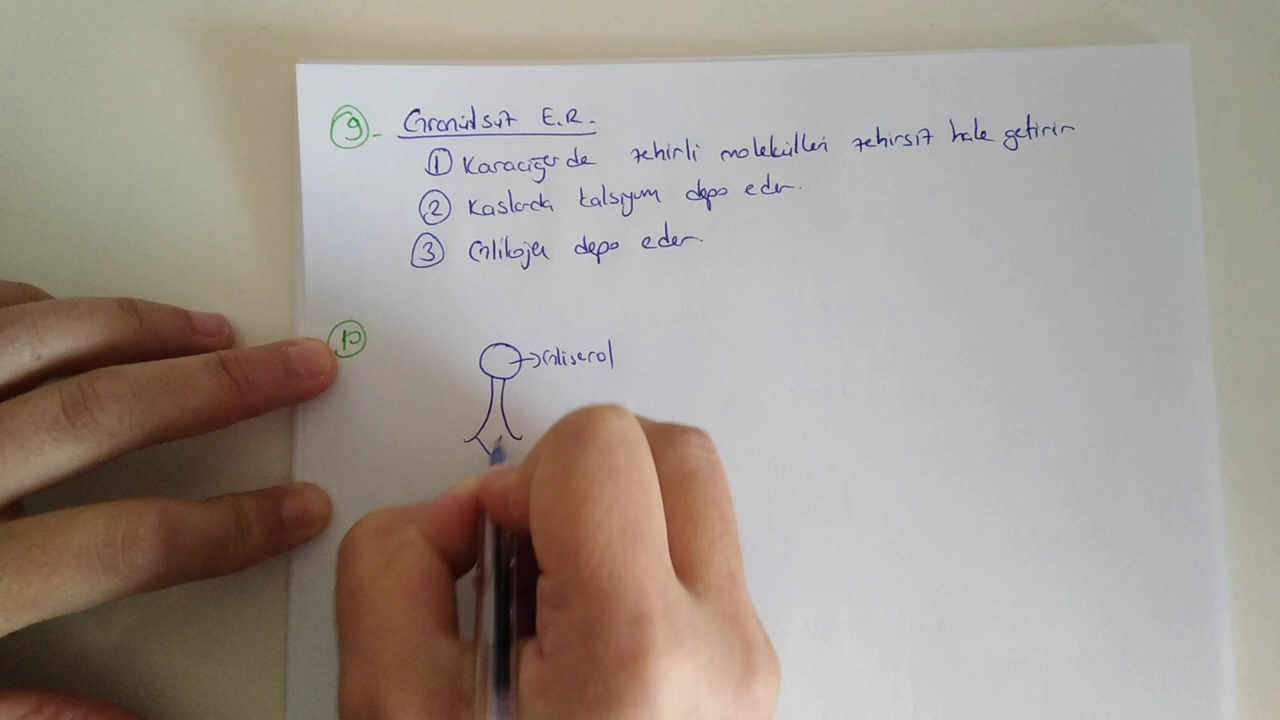 9- Granülsüz E.R.
1 Karaciğerde zehirli molekülleri zehirsiz hale getirir
2 Kaslarda kalsiyum depo eder.
3 Glikojen depo eder.
10
Gliserol